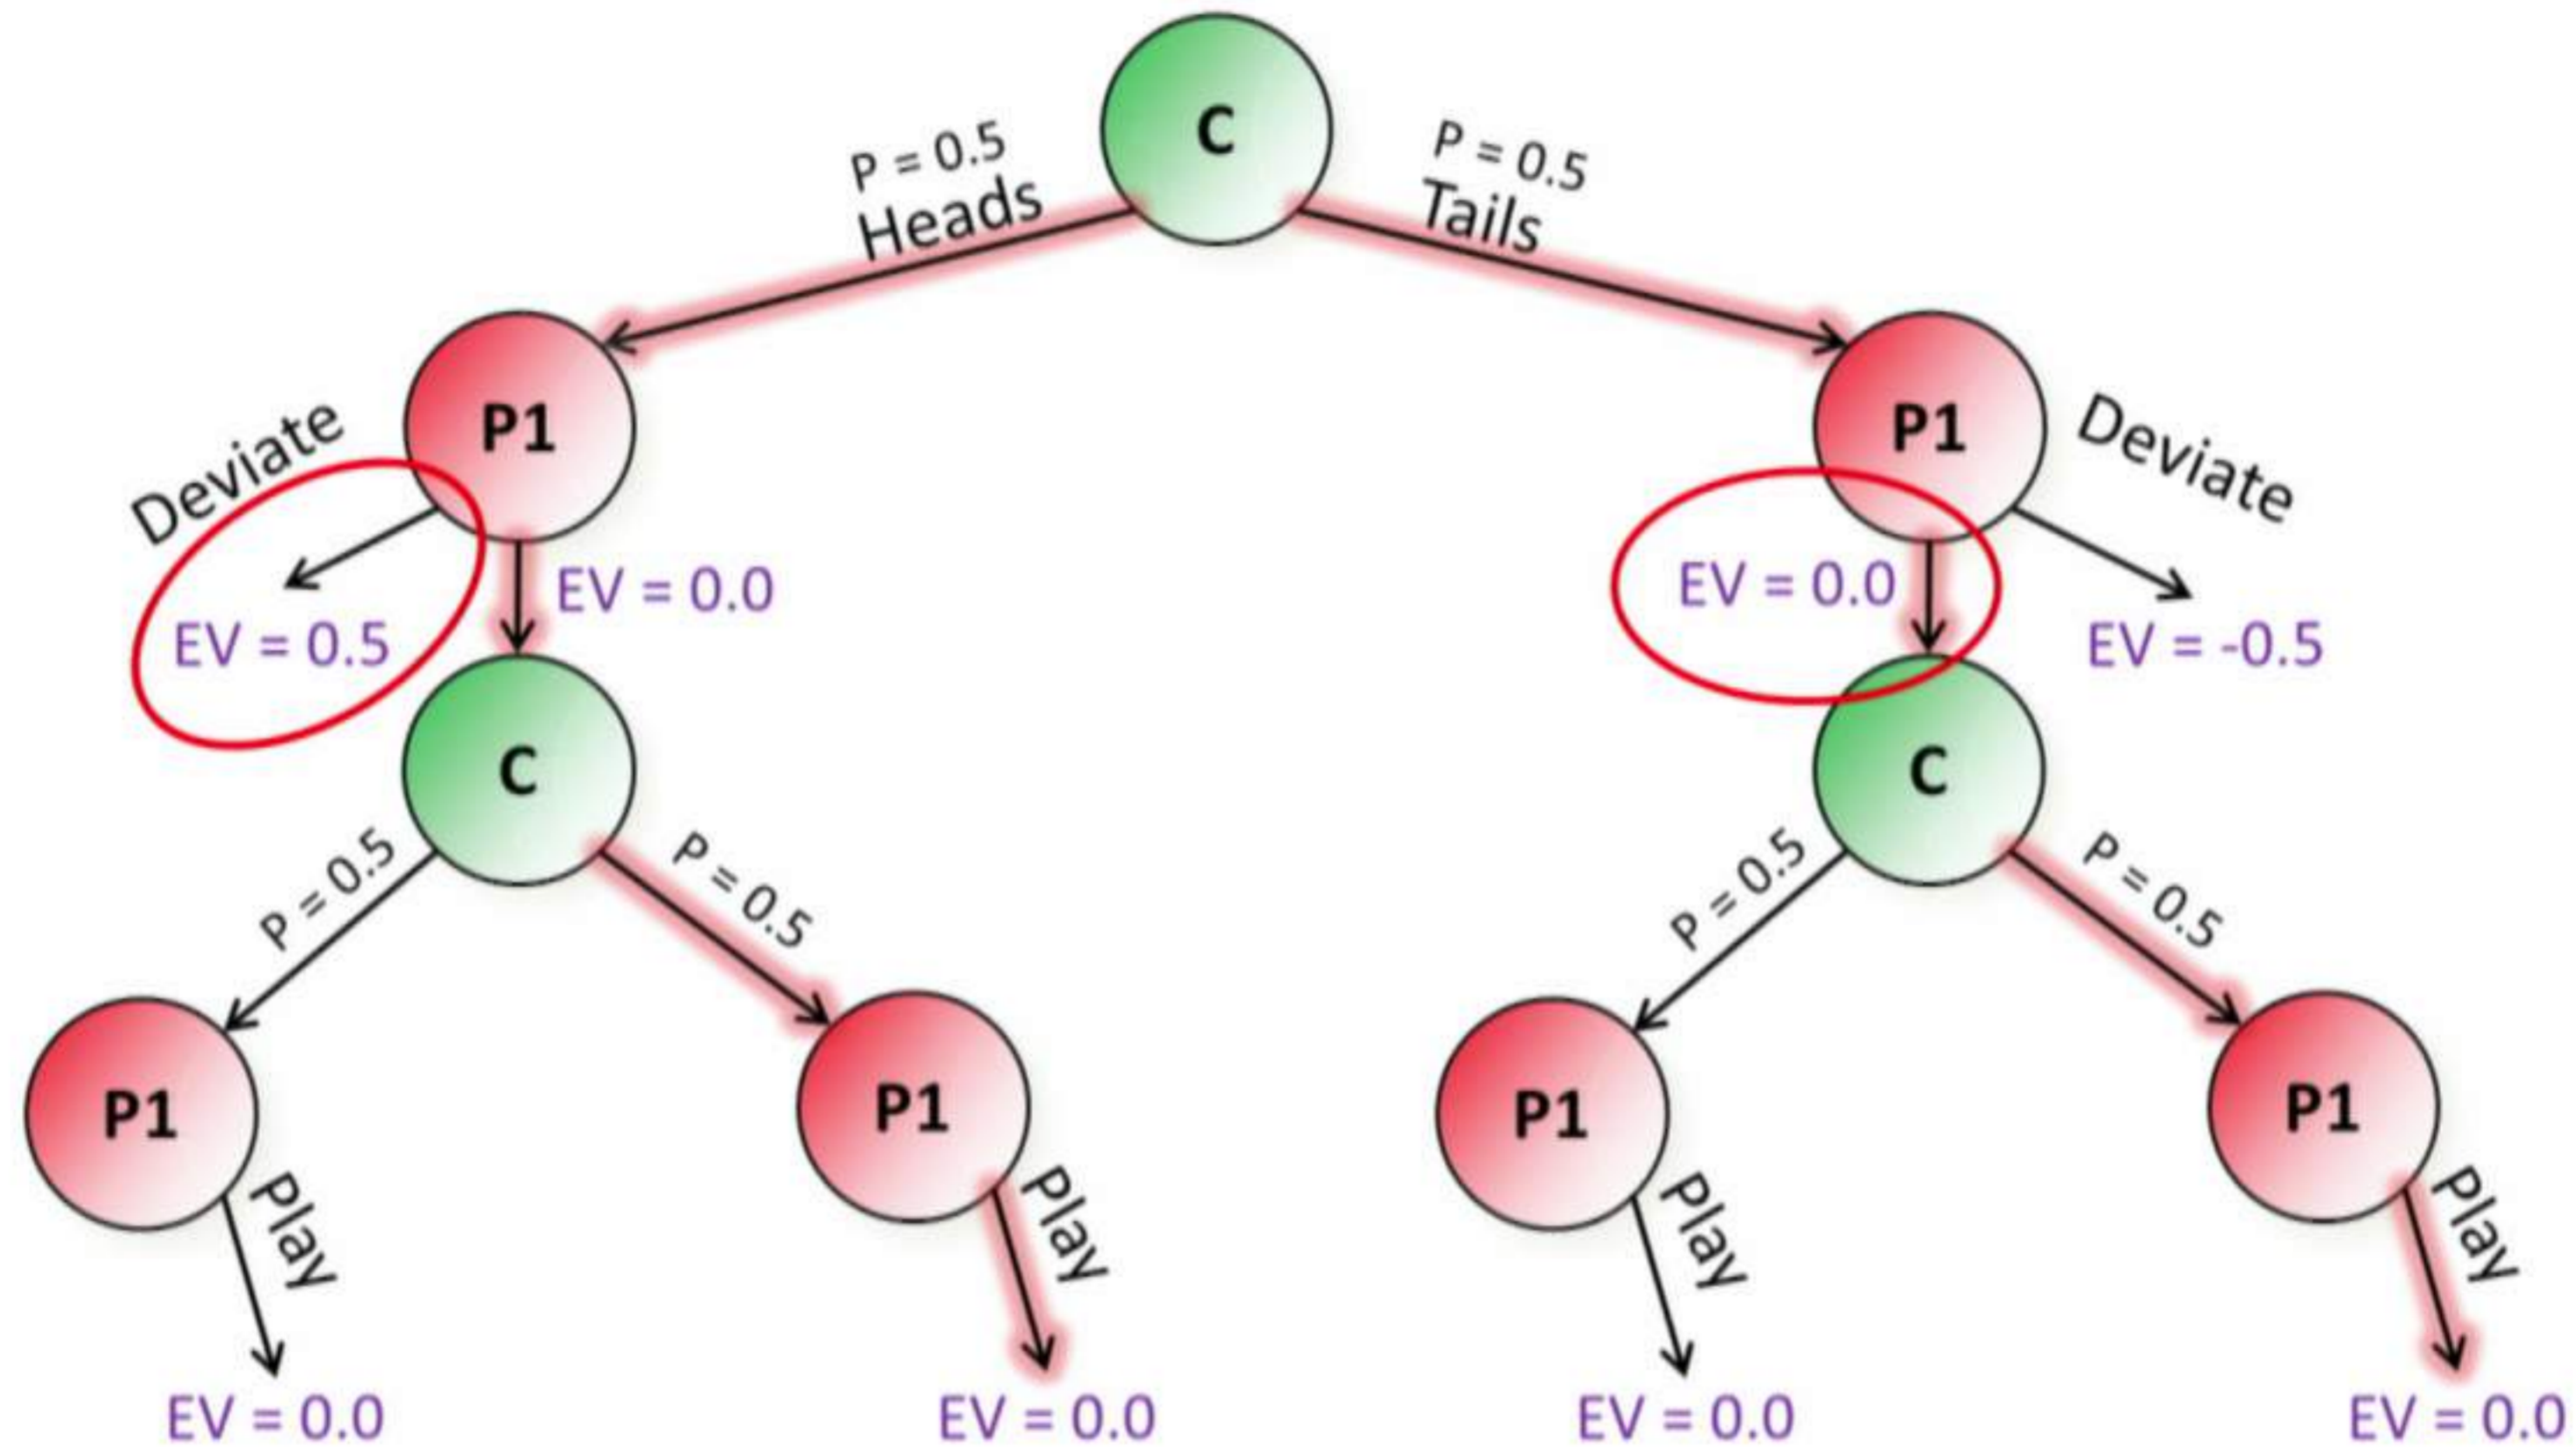 C
P = 0.5
Heads
P = 0.5
Tails
P1
P1
Deviate
Deviate
EV = 0.5
EV = 0.0
EV = 0.0
EV = -0.5
C
C
P = 0.5
P = 0.5
P = 0.5
P = 0.5
P1
P1
P1
P1
Play
Play
Play
Play
EV = 0.0
EV = 0.0
EV = 0.0
EV = 0.0